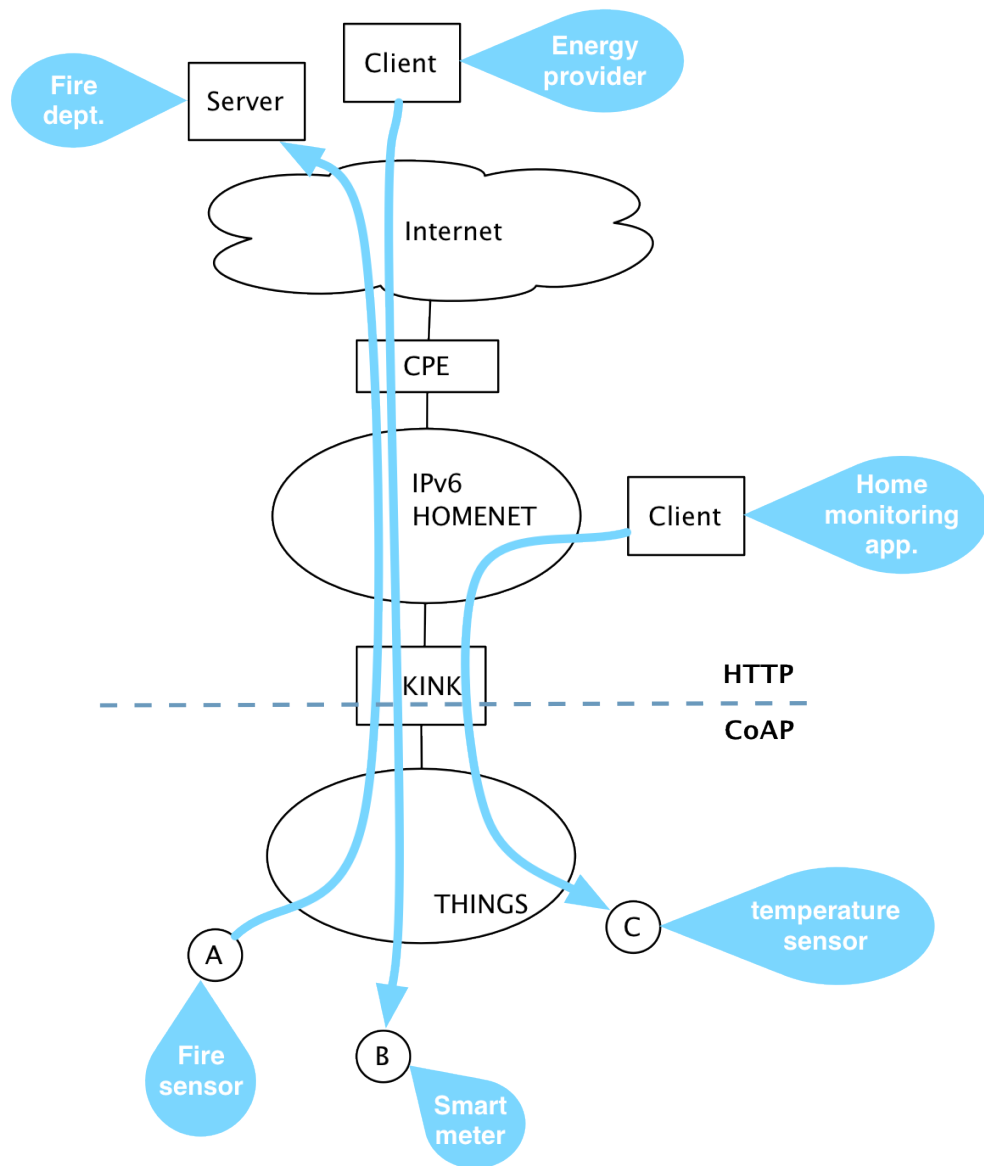 Energy
provider
Client
Fire
dept.
Server
Internet
CPE
IPv6
HOMENET
Client
Home
monitoring
app.
KINK
HTTP
CoAP
THINGS
A
C
temperature
sensor
Fire
sensor
B
Smart
meter